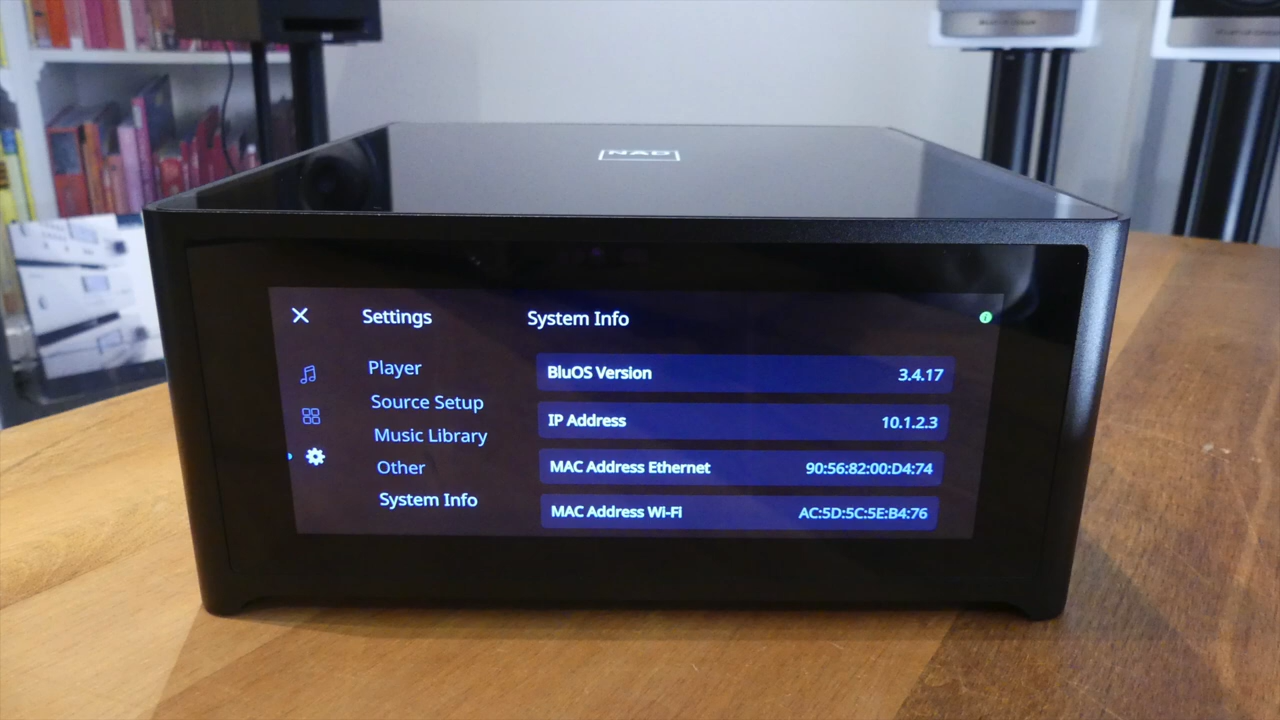 NAD
Settings
System Info
Player
Source Setup
Music Library
Other
System Info
BluOS Version 3.4.17
IP Address 10.1.2.3
MAC Address Ethernet 90:56:82:00:D4:74
MAC Address Wi-Fi AC:5D:5C:5E:B4:76